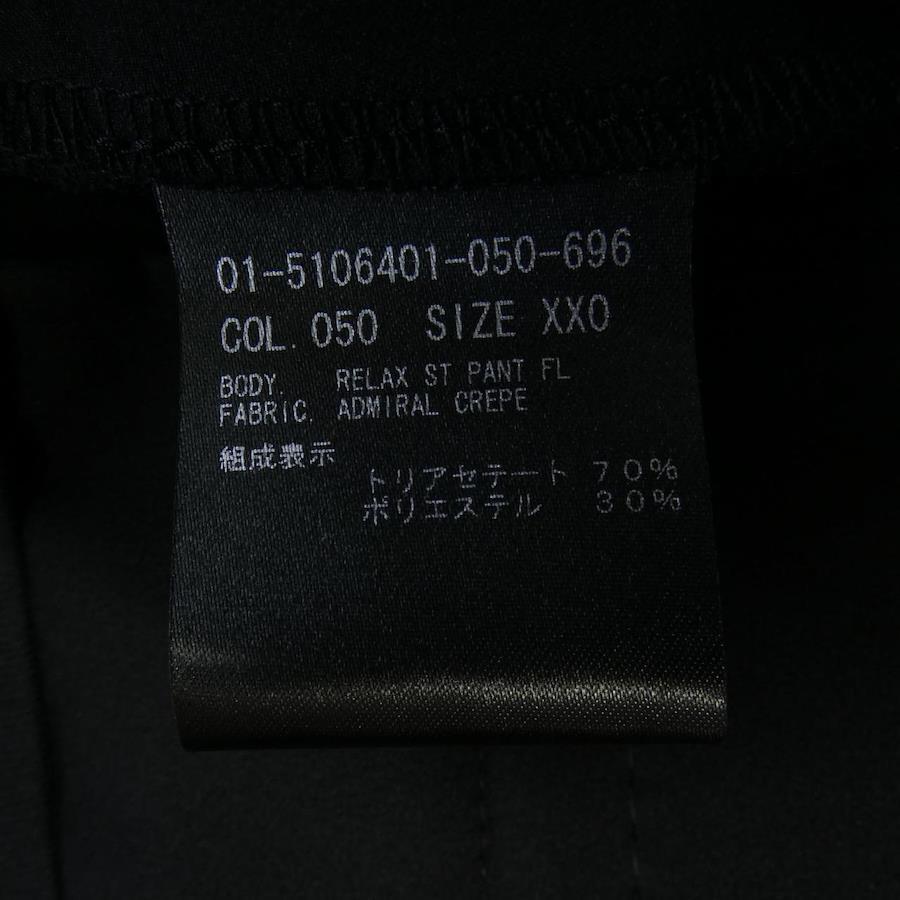 01-5106401-050-696
COL. 050 SIZE XXO
BODY. RELAX ST PANT FL
FABRIC. ADMIRAL CREPE
組成表示
トリアセテート 70%
ポリエステル 30%